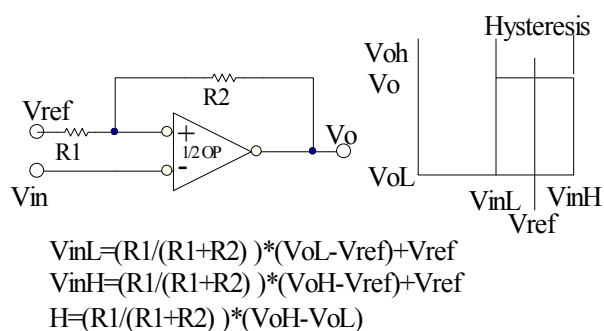 Hysteresis
Voh
Vo
R2
Vref
R1
+
1/2 OP
-
Vo
Vin
VoL
VinL
VinH
Vref
VinL=(R1/(R1+R2) )*(VoL-Vref)+Vref
VinH=(R1/(R1+R2) )*(VoH-Vref)+Vref
H=(R1/(R1+R2) )*(VoH-VoL)